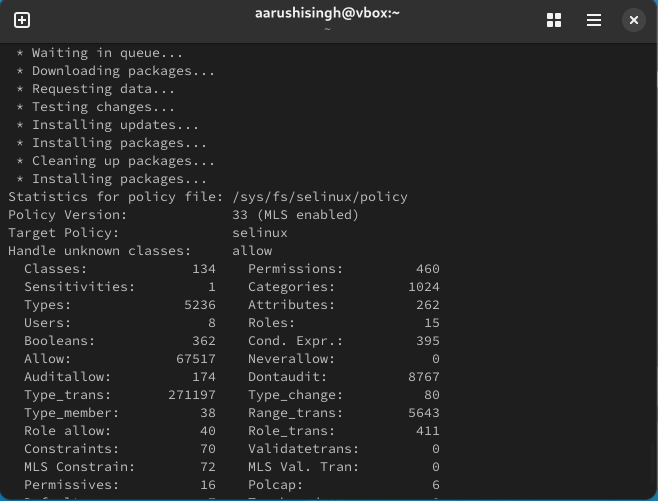 aarushisingh@vbox:~
~
* Waiting in queue...
* Downloading packages...
* Requesting data...
* Testing changes...
* Installing updates...
* Installing packages...
* Cleaning up packages...
* Installing packages...
Statistics for policy file: /sys/fs/selinux/policy
Policy Version: 33 (MLS enabled)
Target Policy: selinux
Handle unknown classes: allow
Classes: 134 Permissions: 460
Sensitivities: 1 Categories: 1024
Types: 5236 Attributes: 262
Users: 8 Roles: 15
Booleans: 362 Cond. Expr.: 395
Allow: 67517 Neverallow: 0
Auditallow: 174 Dontaudit: 8767
Type_trans: 271197 Type_change: 80
Type_member: 38 Range_trans: 5643
Role allow: 40 Role_trans: 411
Constraints: 70 Validatetrans: 0
MLS Constrain: 72 MLS Val. Tran: 0
Permissives: 16 Polcap: 6